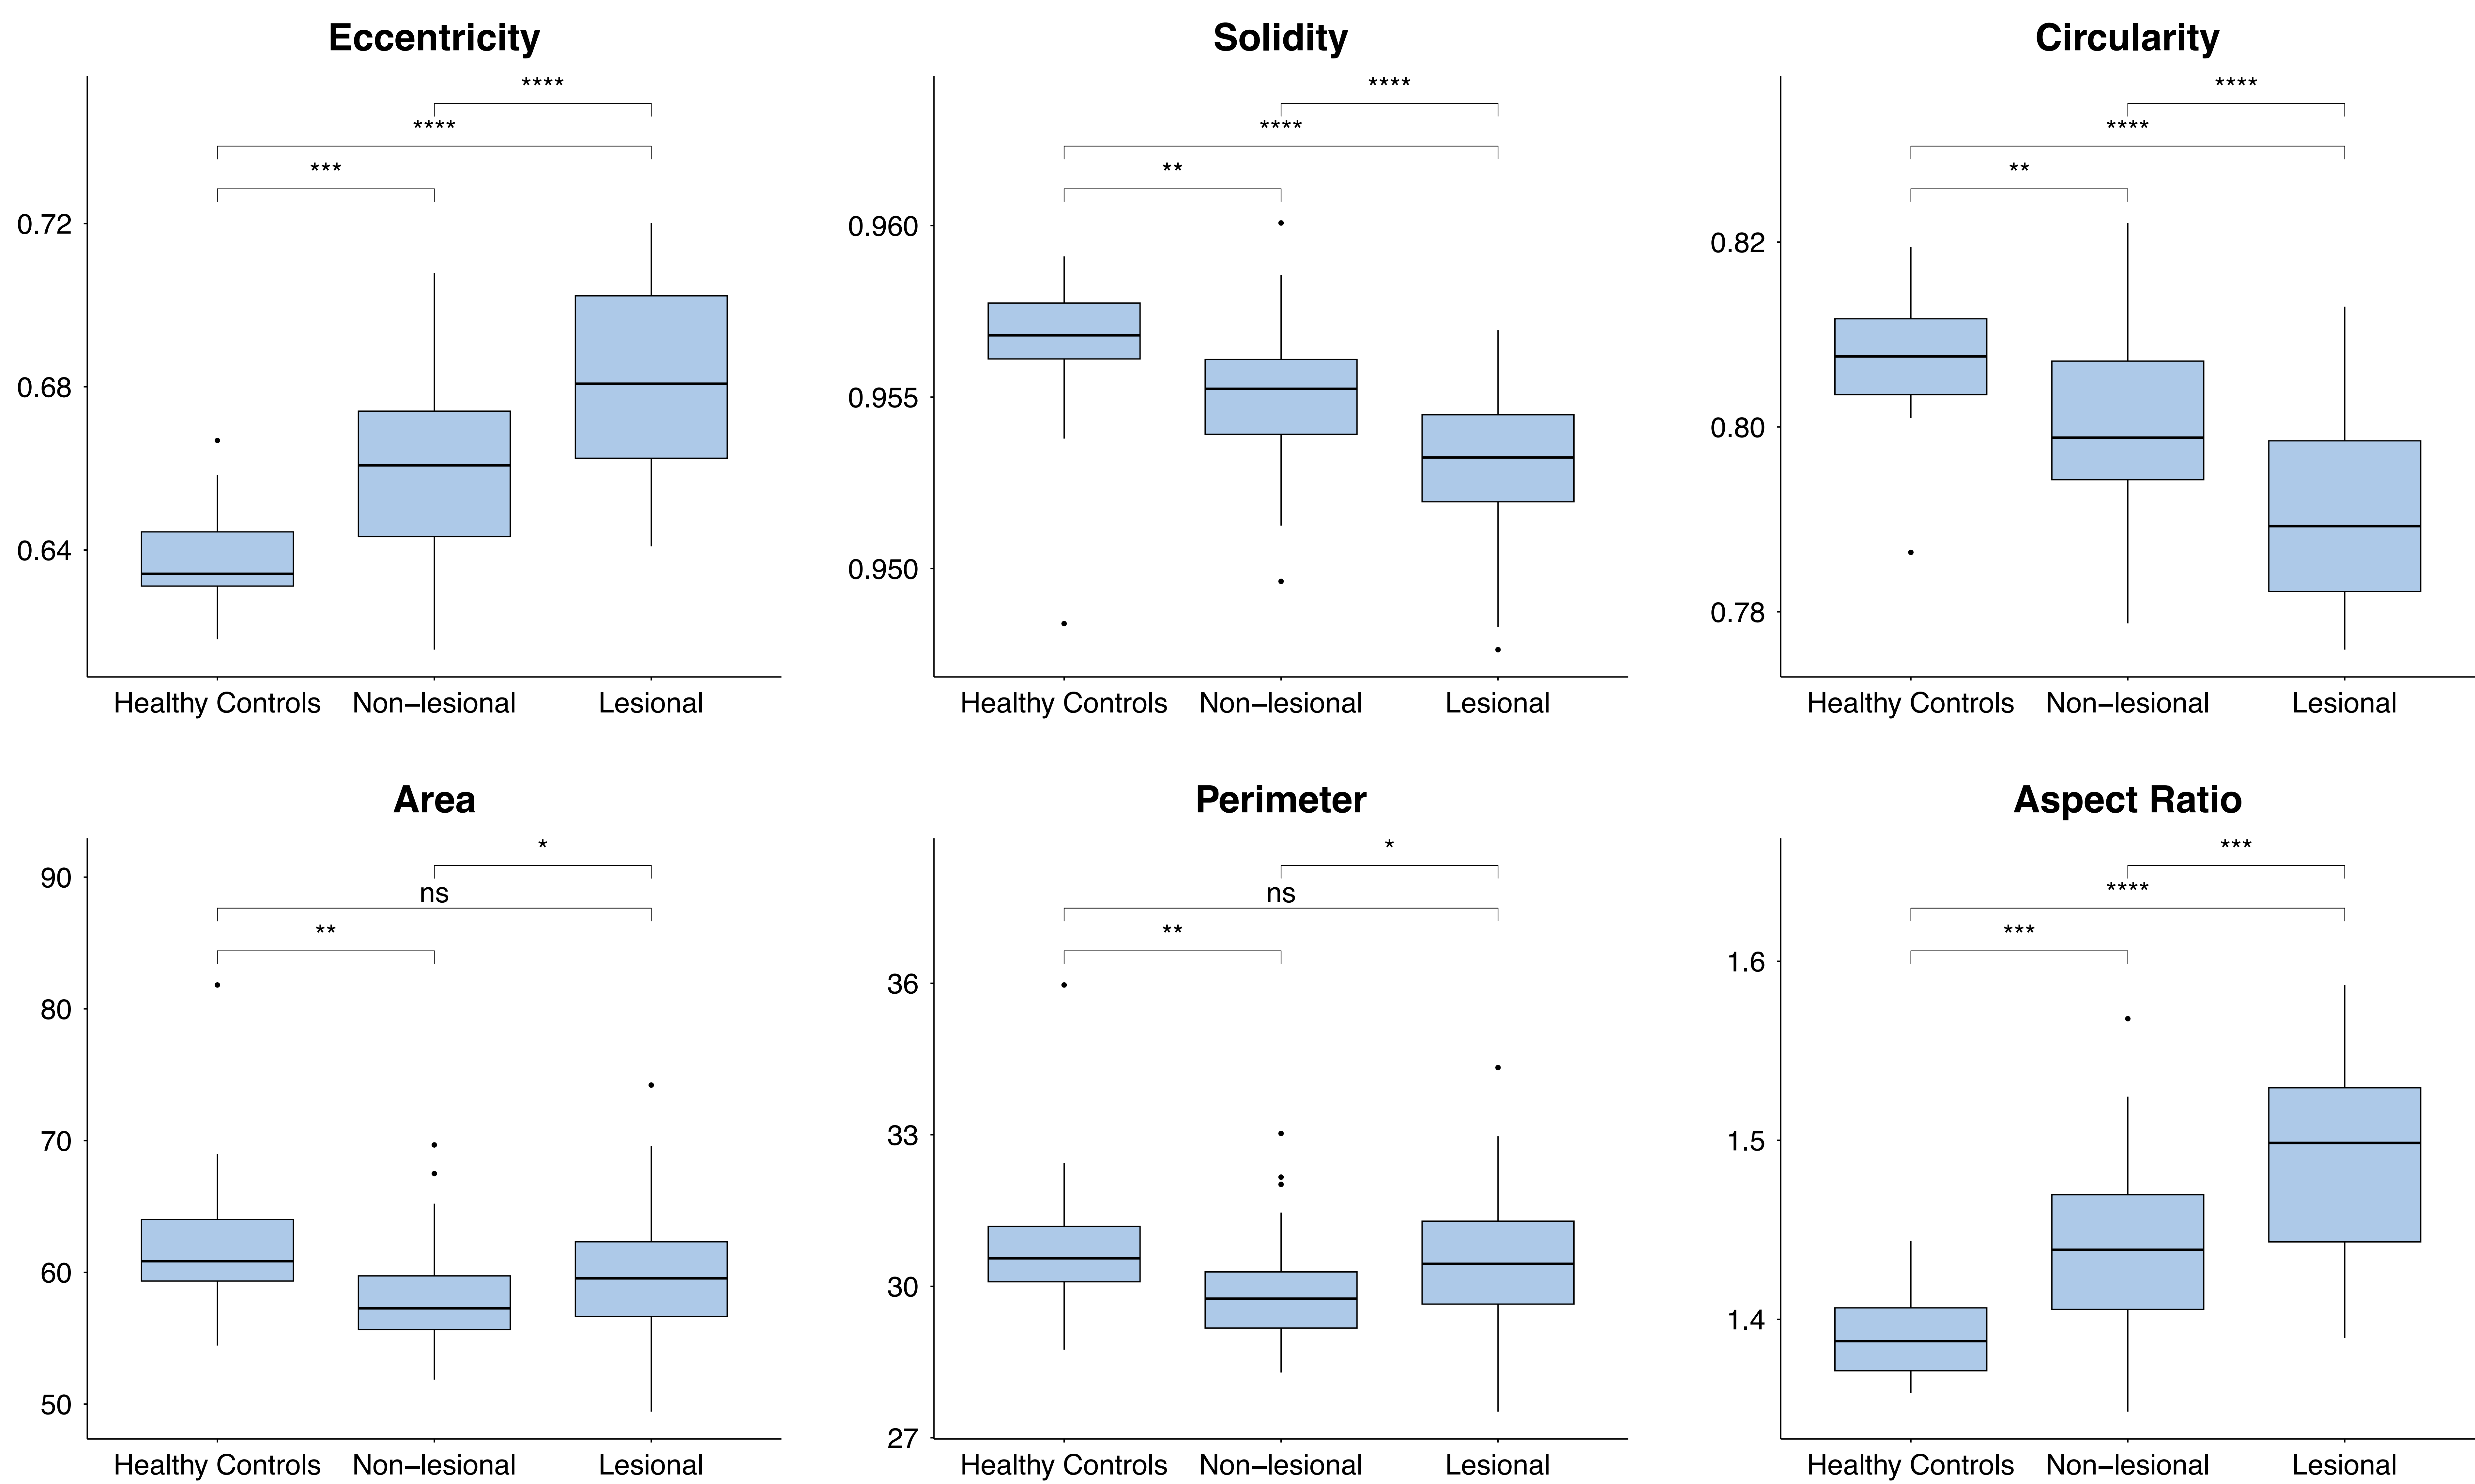 Eccentricity
****
****
***
0.72
0.68
0.64
Healthy Controls Non−lesional Lesional
Solidity
****
****
**
0.960
0.955
0.950
Healthy Controls Non−lesional Lesional
Circularity
****
****
**
0.82
0.80
0.78
Healthy Controls Non−lesional Lesional
Area
*
ns
**
90
80
70
60
50
Healthy Controls Non−lesional Lesional
Perimeter
*
ns
**
36
33
30
27
Healthy Controls Non−lesional Lesional
Aspect Ratio
***
****
***
1.6
1.5
1.4
Healthy Controls Non−lesional Lesional